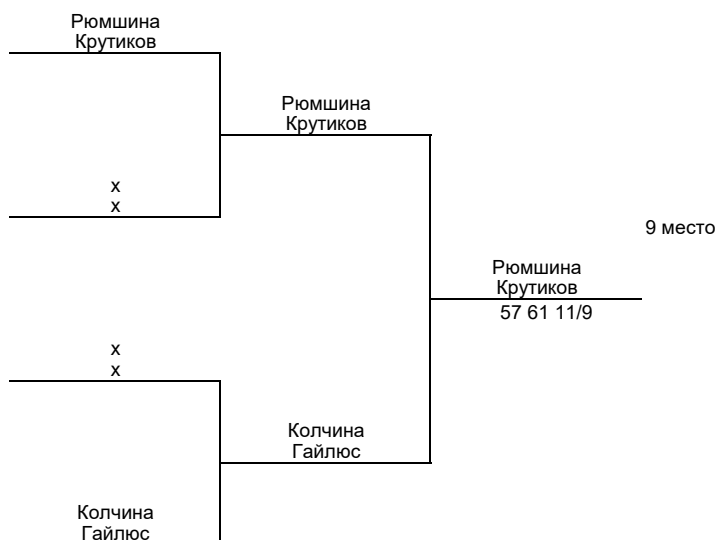 Рюмшина
Крутиков
Рюмшина
Крутиков
х
х
9 место
Рюмшина
Крутиков
57 61 11/9
х
х
Колчина
Гайлюс
Колчина
Гайлюс